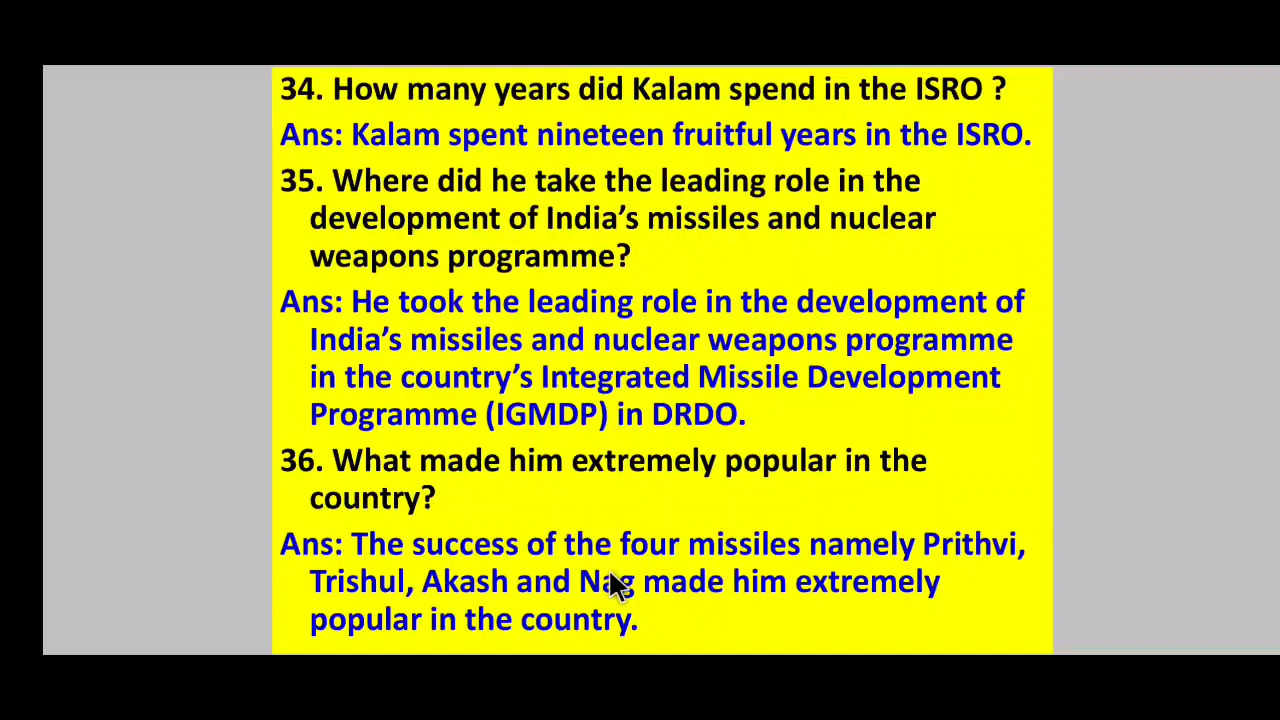 34. How many years did Kalam spend in the ISRO ?
Ans: Kalam spent nineteen fruitful years in the ISRO.
35. Where did he take the leading role in the
development of India’s missiles and nuclear
weapons programme?
Ans: He took the leading role in the development of
India’s missiles and nuclear weapons programme
in the country’s Integrated Missile Development
Programme (IGMDP) in DRDO.
36. What made him extremely popular in the
country?
Ans: The success of the four missiles namely Prithvi,
Trishul, Akash and Nag made him extremely
popular in the country.